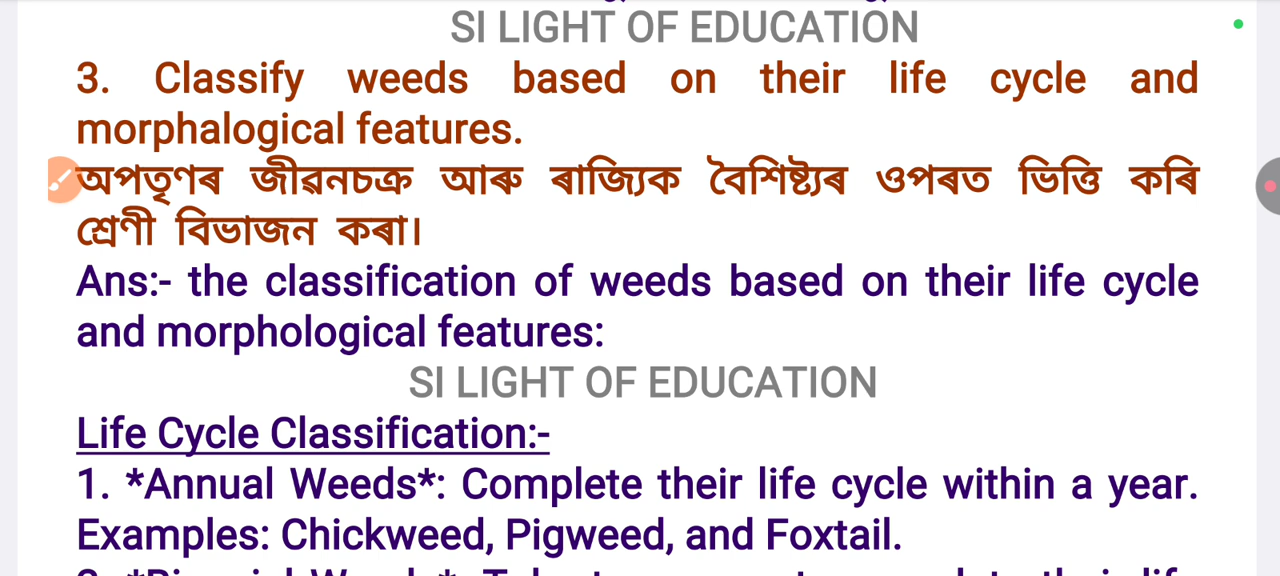 SI LIGHT OF EDUCATION
3. Classify weeds based on their life cycle and
morphalogical features.
অপতৃণৰ জীৱনচক্ৰ আৰু ৰাজ্যিক বৈশিষ্ট্যৰ ওপৰত ভিত্তি কৰি
শ্ৰেণী বিভাজন কৰা।
Ans:- the classification of weeds based on their life cycle
and morphological features:
SI LIGHT OF EDUCATION
Life Cycle Classification:-
1. *Annual Weeds*: Complete their life cycle within a year.
Examples: Chickweed, Pigweed, and Foxtail.